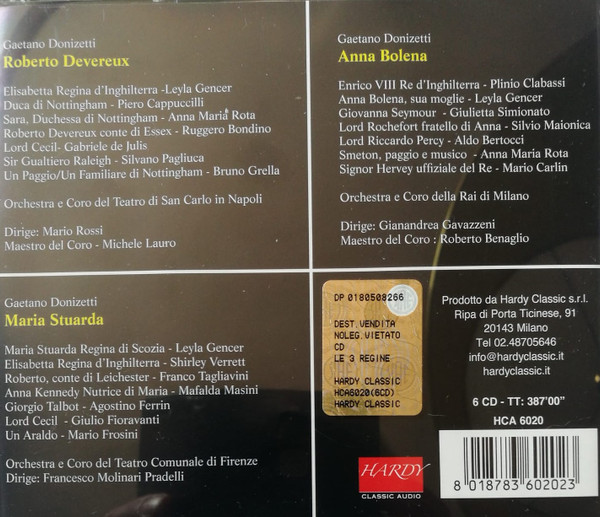 Gaetano Donizetti
Roberto Devereux
Elisabetta Regina d'Inghilterra -Leyla Gencer
Duca di Nottingham - Piero Cappuccilli
Sara, Duchessa di Nottingham - Anna Maria Rota
Roberto Devereux conte di Essex - Ruggero Bondino
Lord Cecil- Gabriele de Julis
Sir Gualtiero Raleigh - Silvano Pagliuca
Un Paggio/Un Familiare di Nottingham - Bruno Grella
Orchestra e Coro del Teatro di San Carlo in Napoli
Dirige: Mario Rossi
Maestro del Coro - Michele Lauro
Gaetano Donizetti
Anna Bolena
Enrico VIII Re d'Inghilterra - Plinio Clabassi
Anna Bolena, sua moglie - Leyla Gencer
Giovanna Seymour - Giulietta Simionato
Lord Rochefort fratello di Anna - Silvio Maionica
Lord Riccardo Percy - Aldo Bertocci
Smeton, paggio e musico - Anna Maria Rota
Signor Hervey uffiziale del Re - Mario Carlin
Orchestra e Coro della Rai di Milano
Dirige: Gianandrea Gavazzeni
Maestro del Coro : Roberto Benaglio
Gaetano Donizetti
Maria Stuarda
Maria Stuarda Regina di Scozia - Leyla Gencer
Elisabetta Regina d'Inghilterra - Shirley Verrett
Roberto, conte di Leichester - Franco Tagliavini
Anna Kennedy Nutrice di Maria - Mafalda Masini
Giorgio Talbot - Agostino Ferrin
Lord Cecil - Giulio Fioravanti
Un Araldo - Mario Frosini
Orchestra e Coro del Teatro Comunale di Firenze
Dirige: Francesco Molinari Pradelli
DP 0180508266
DEST.VENDITA
NOLEG.VIETATO
CD
LE 3 REGINE
HARDY CLASSIC
HCA6020(6CD)
HARDY CLASSIC
HARDY
CLASSIC AUDIO
Prodotto da Hardy Classic s.r.l.
Ripa di Porta Ticinese, 91
20143 Milano
Tel 02.48705646
info@hardyclassic.it
hardyclassic.it
6 CD - TT: 387'00"
HCA 6020
8 018783 602023